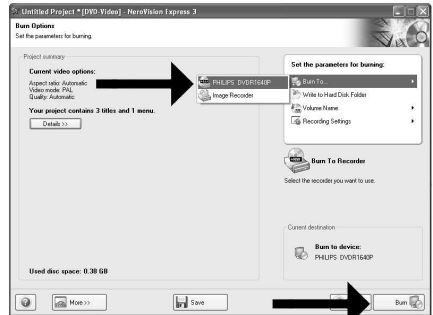 Untitled Project *[DVD-Video] - NeroVision Express 3
Burn Options
Set the parameters for burning.
Project summary
Current video options:
Aspect ratio: Automatic
Video mode: PAL
Quality: Automatic
Your project contains 3 titles and 1 menu.
Details >>
Used disc space: 0.38 GB
PHILIPS DVDR1640P
Image Recorder
Set the parameters for burning:
Burn To...
Write to Hard Disk Folder
Volume Name
Recording Settings
Burn To Recorder
Select the recorder you want to use.
Current destination
Burn to device:
PHILIPS DVDR1640P
More >>
Save
Burn